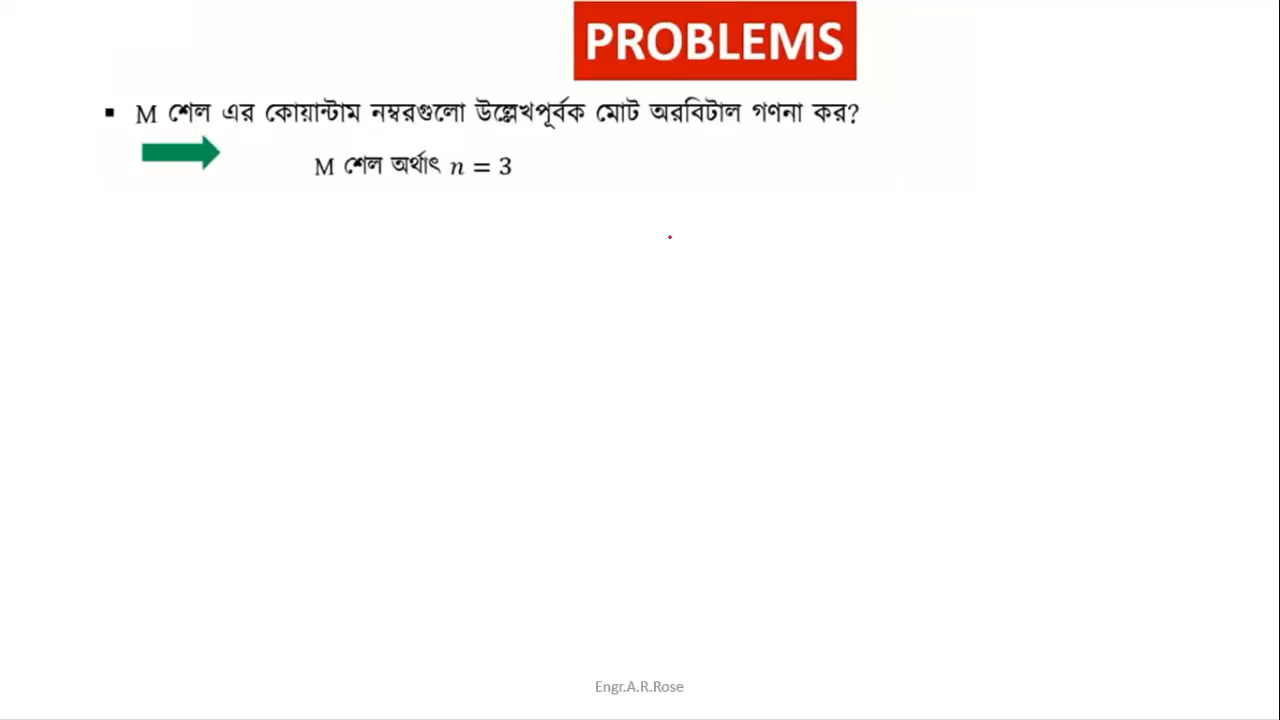 PROBLEMS
▪ M শেল এর কোয়ান্টাম নম্বরগুলো উল্লেখপূর্বক মোট অরবিটাল গণনা কর?
M শেল অর্থাৎ n = 3
Engr.A.R.Rose